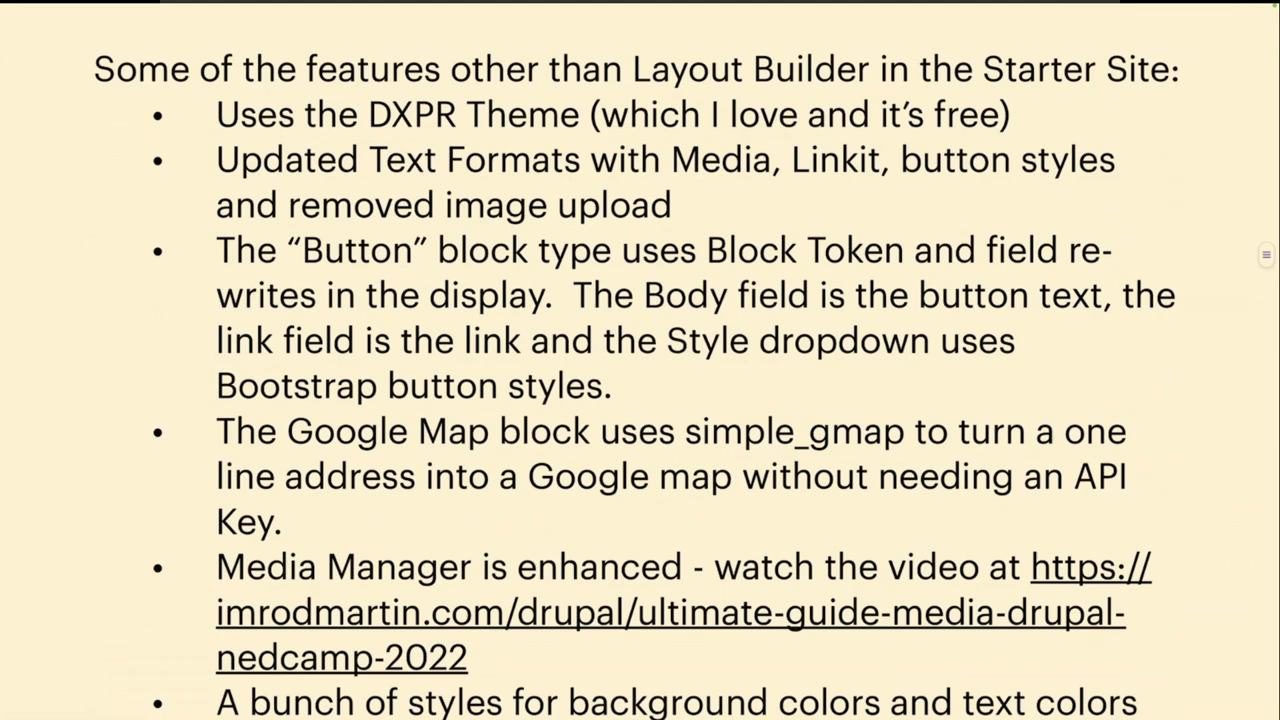 Some of the features other than Layout Builder in the Starter Site:
• Uses the DXPR Theme (which I love and it’s free)
• Updated Text Formats with Media, Linkit, button styles
and removed image upload
• The “Button” block type uses Block Token and field re-
writes in the display.  The Body field is the button text, the
link field is the link and the Style dropdown uses
Bootstrap button styles.
• The Google Map block uses simple_gmap to turn a one
line address into a Google map without needing an API
Key.
• Media Manager is enhanced - watch the video at https://
imrodmartin.com/drupal/ultimate-guide-media-drupal-
nedcamp-2022
• A bunch of styles for background colors and text colors